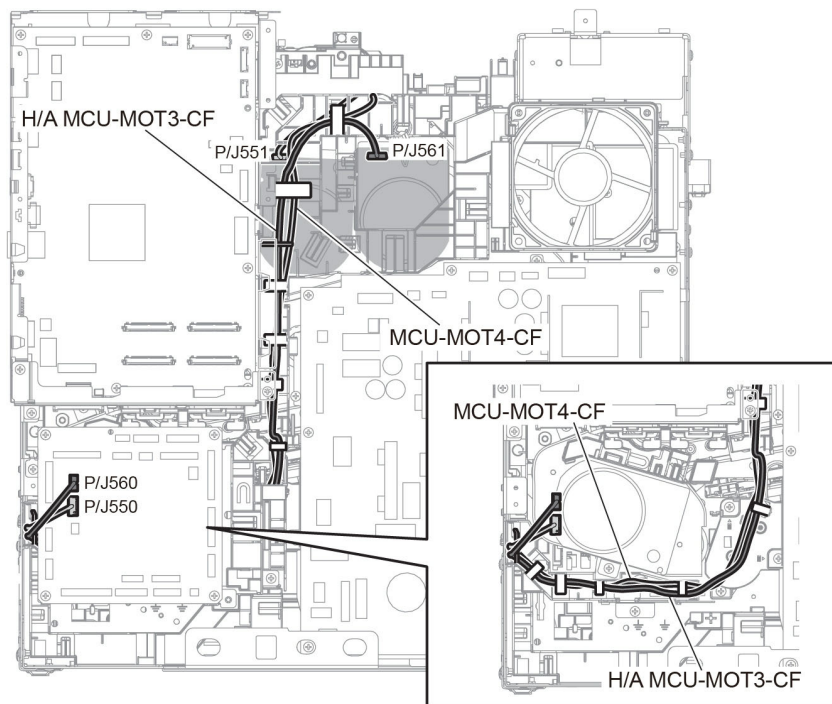 H/A MCU-MOT3-CF
P/J551
P/J561
MCU-MOT4-CF
P/J560
P/J550
MCU-MOT4-CF
H/A MCU-MOT3-CF